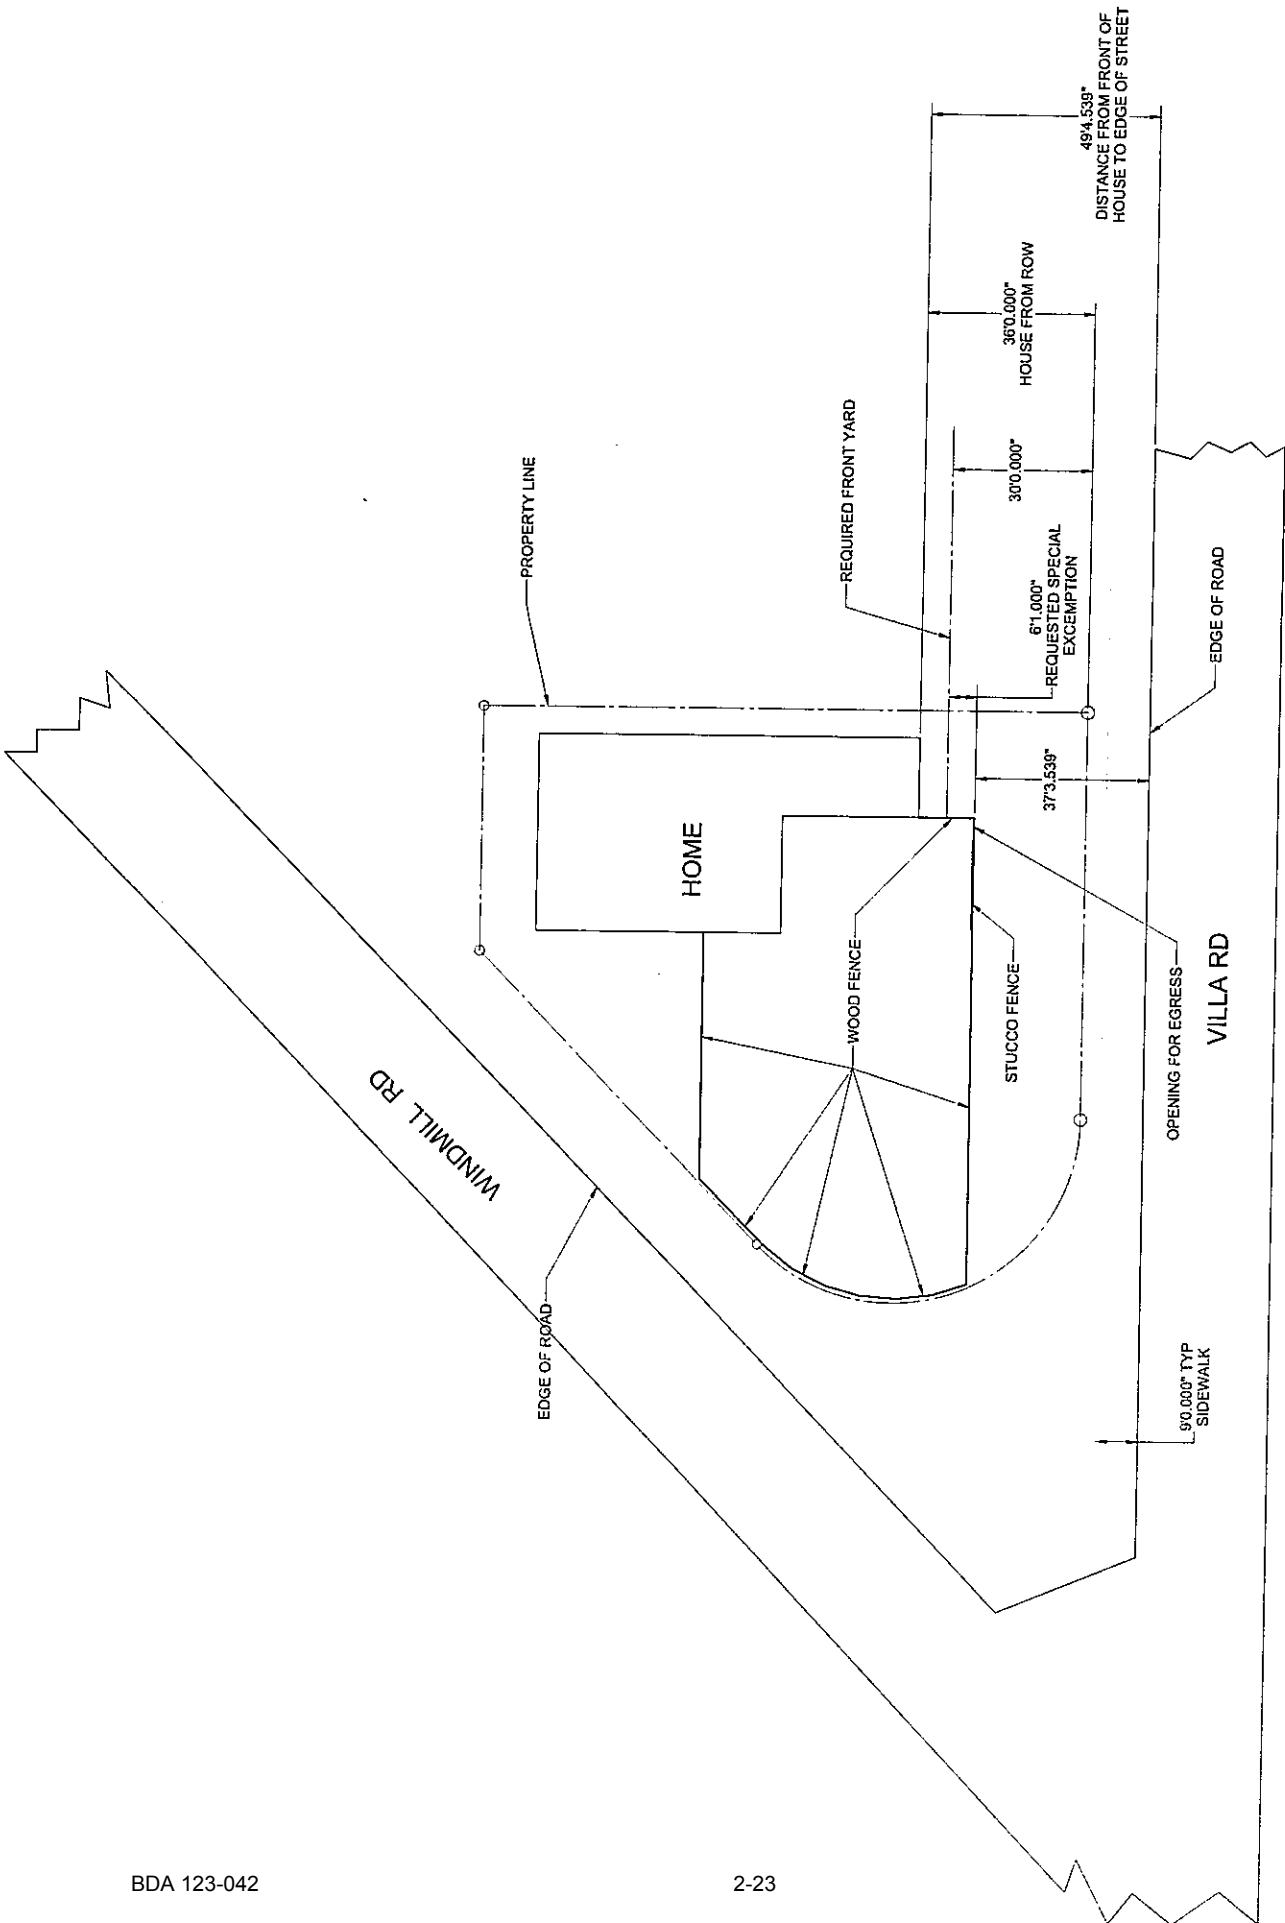 49'4.539"
DISTANCE FROM FRONT OF
HOUSE TO EDGE OF STREET
36'0.000"
HOUSE FROM ROW
30'0.000"
REQUIRED FRONT YARD
PROPERTY LINE
6'1.000"
REQUESTED SPECIAL
EXCEMPTION
EDGE OF ROAD
37'3.539"
HOME
WOOD FENCE
STUCCO FENCE
OPENING FOR EGRESS
VILLA RD
WINDMILL RD
EDGE OF ROAD
9'0.000" TYP
SIDEWALK
BDA 123-042
2-23